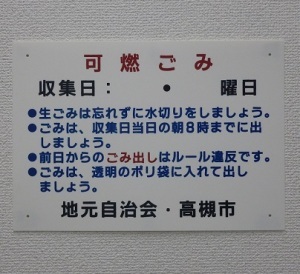 可燃ごみ
収集日： ・ 曜日
●生ごみは忘れずに水切りをしましょう。
●ごみは、収集日当日の朝8時までに出
しましょう。
●前日からのごみ出しはルール違反です。
●ごみは、透明のポリ袋に入れて出し
ましょう。
地元自治会・高槻市